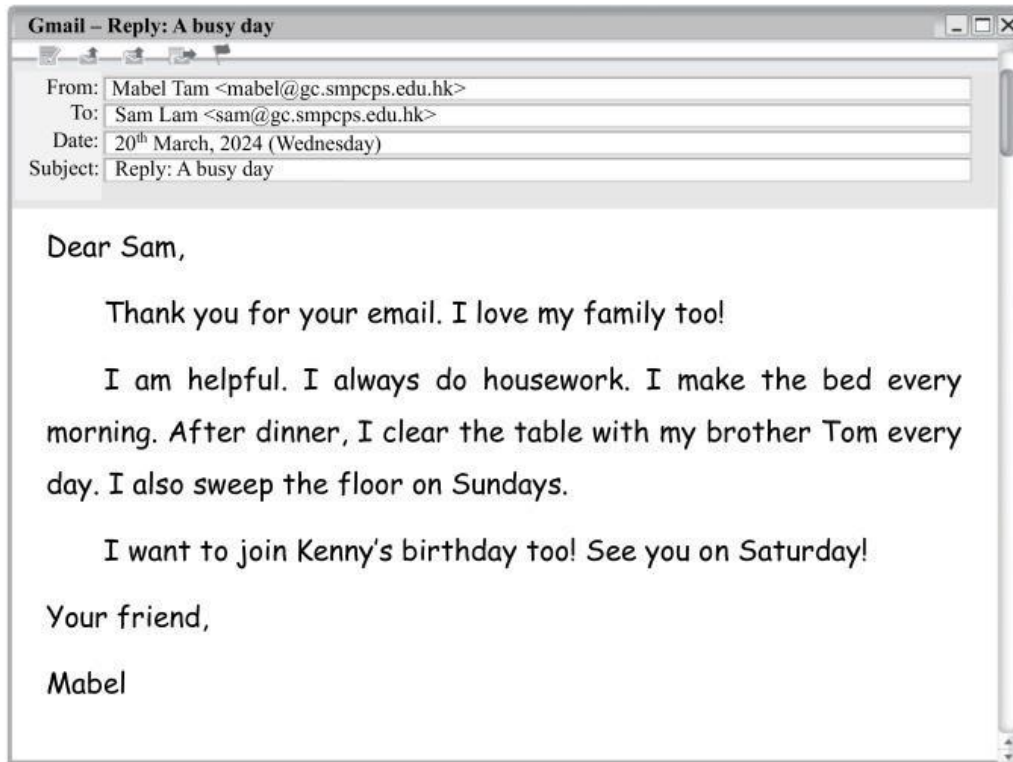 Gmail – Reply: A busy day
From: Mabel Tam <mabel@gc.smpcps.edu.hk>
To: Sam Lam <sam@gc.smpcps.edu.hk>
Date: 20th March, 2024 (Wednesday)
Subject: Reply: A busy day
Dear Sam,
Thank you for your email. I love my family too!
I am helpful. I always do housework. I make the bed every
morning. After dinner, I clear the table with my brother Tom every
day. I also sweep the floor on Sundays.
I want to join Kenny's birthday too! See you on Saturday!
Your friend,
Mabel